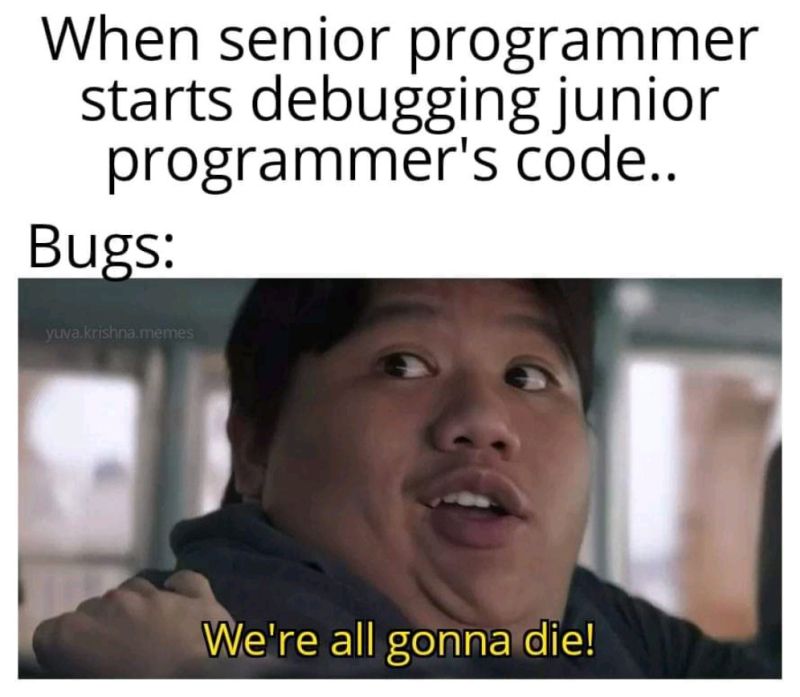 When senior programmer
starts debugging junior
programmer's code..
Bugs:
yuva.krishna.memes
We're all gonna die!